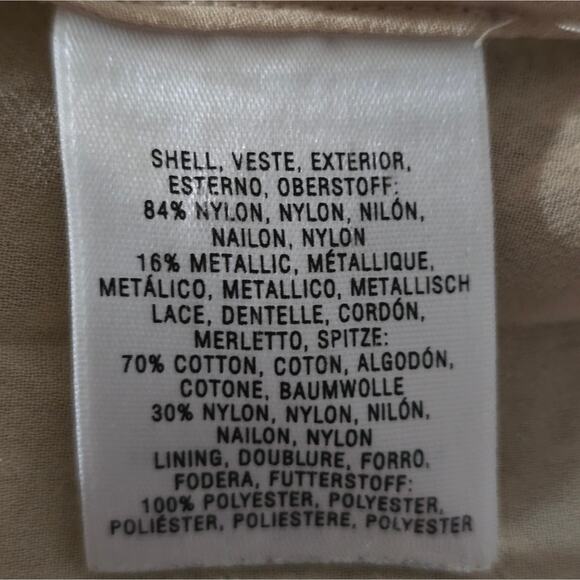 SHELL, VESTE, EXTERIOR,
ESTERNO, OBERSTOFF:
84% NYLON, NYLON, NILÓN,
NAILON, NYLON
16% METALLIC, MÉTALLIQUE,
METÁLICO, METALLICO, METALLISCH
LACE, DENTELLE, CORDÓN,
MERLETTO, SPITZE:
70% COTTON, COTON, ALGODÓN,
COTONE, BAUMWOLLE
30% NYLON, NYLON, NILÓN,
NAILON, NYLON
LINING, DOUBLURE, FORRO,
FODERA, FUTTERSTOFF:
100% POLYESTER, POLYESTER,
POLIÉSTER, POLIESTERE, POLYESTER